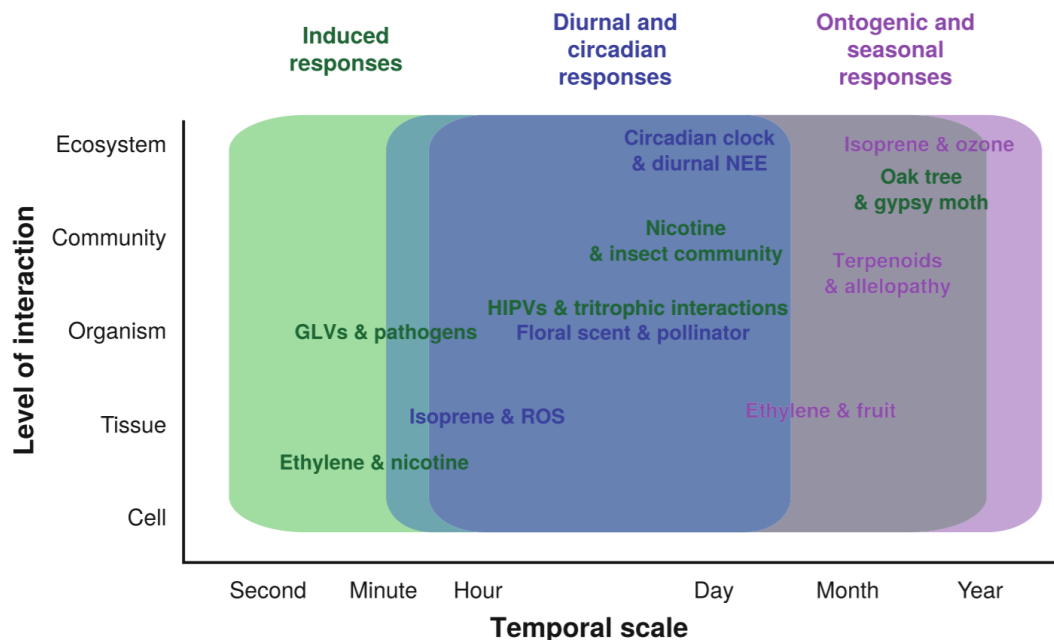 Induced
responses
Diurnal and
circadian
responses
Ontogenic and
seasonal
responses
Level of interaction
Ecosystem
Community
Organism
Tissue
Cell
Circadian clock
& diurnal NEE
Isoprene & ozone
Oak tree
& gypsy moth
Nicotine
& insect community
Terpenoids
& allelopathy
HIPVs & tritrophic interactions
GLVs & pathogens
Floral scent & pollinator
Isoprene & ROS
Ethylene & fruit
Ethylene & nicotine
Second
Minute
Hour
Day
Month
Year
Temporal scale